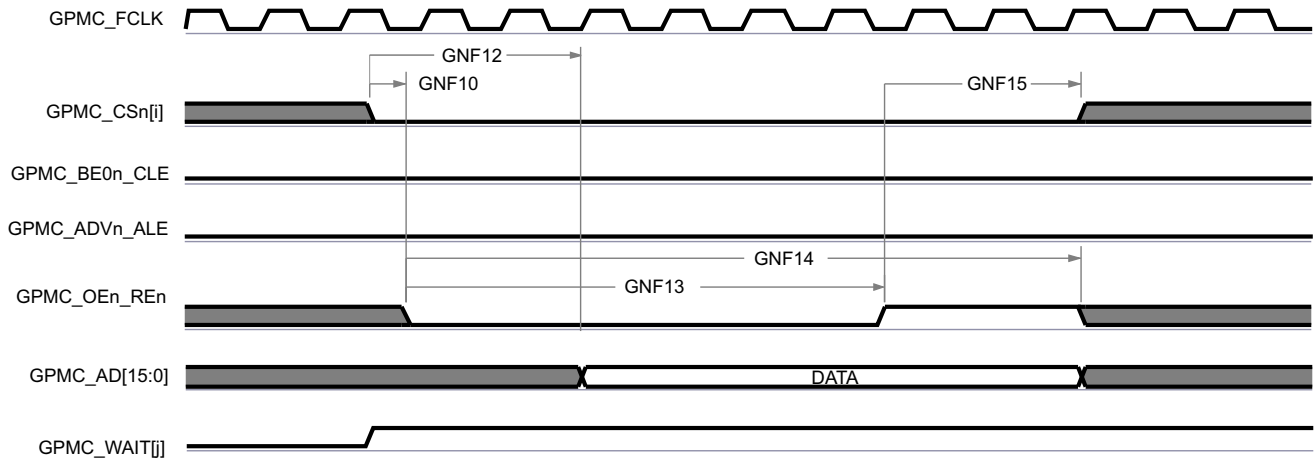 GPMC_FCLK
GNF12
GNF10
GNF15
GPMC_CSn[i]
GPMC_BE0n_CLE
GPMC_ADVn_ALE
GNF14
GNF13
GPMC_OEn_REn
GPMC_AD[15:0]
DATA
GPMC_WAIT[j]